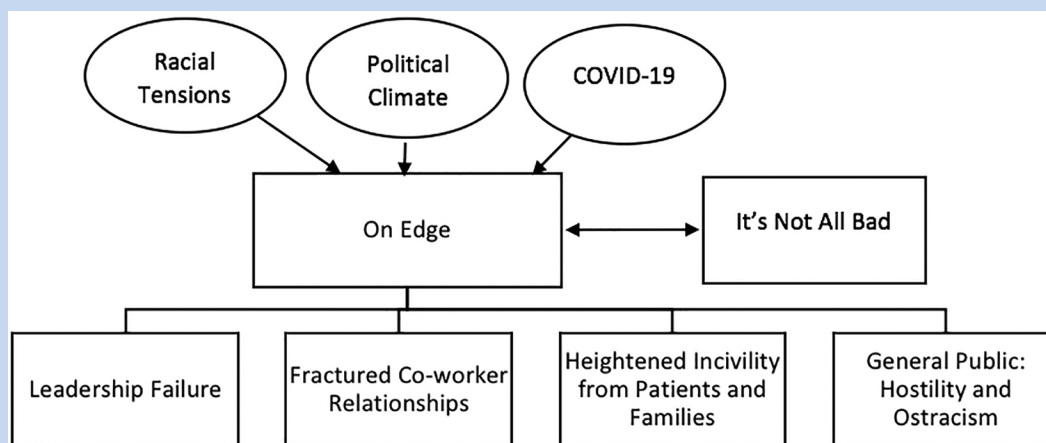 Racial
Tensions
Political
Climate
COVID-19
On Edge
It's Not All Bad
Leadership Failure
Fractured Co-worker
Relationships
Heightened Incivility
from Patients and
Families
General Public:
Hostility and
Ostracism